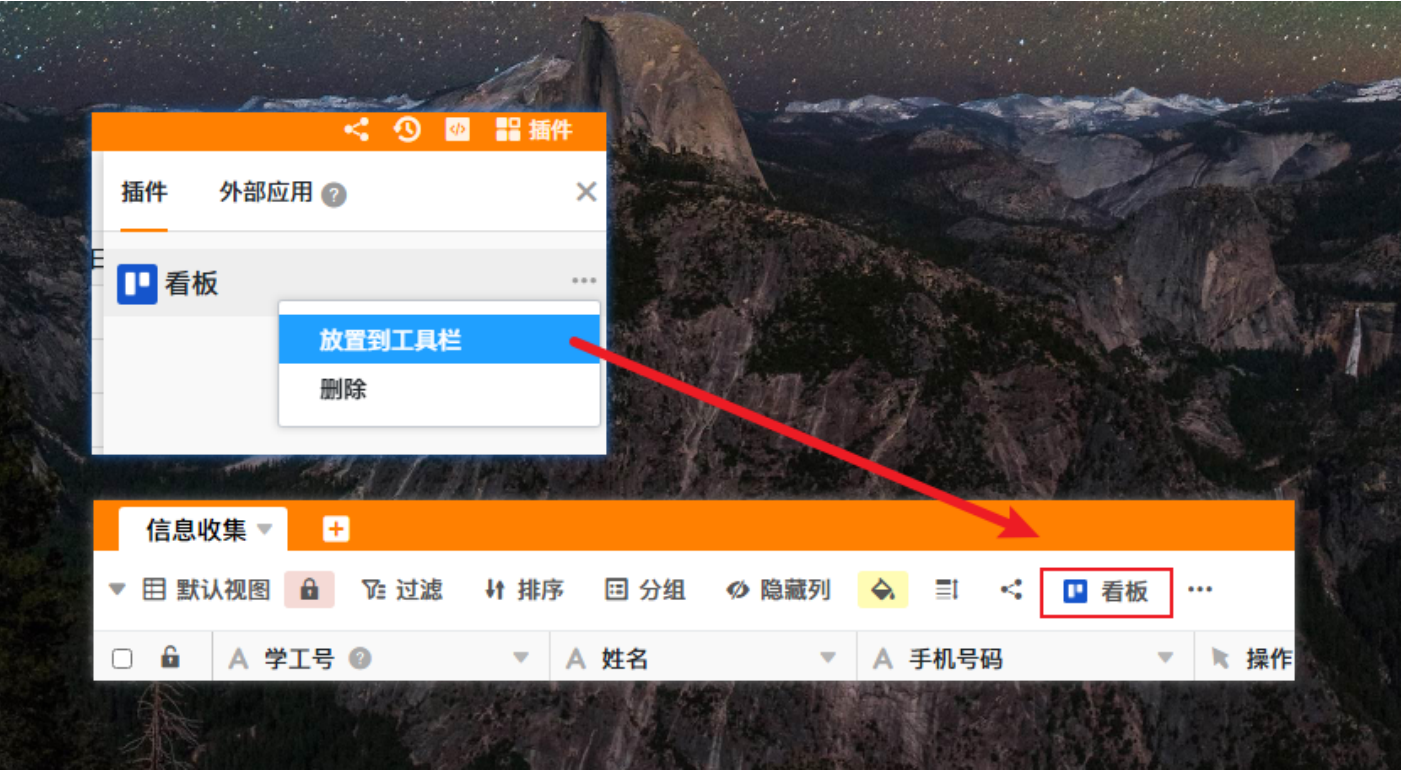 插件
插件 外部应用
看板
放置到工具栏
删除
信息收集
默认视图 过滤 排序 分组 隐藏列 看板
学工号 姓名 手机号码 操作